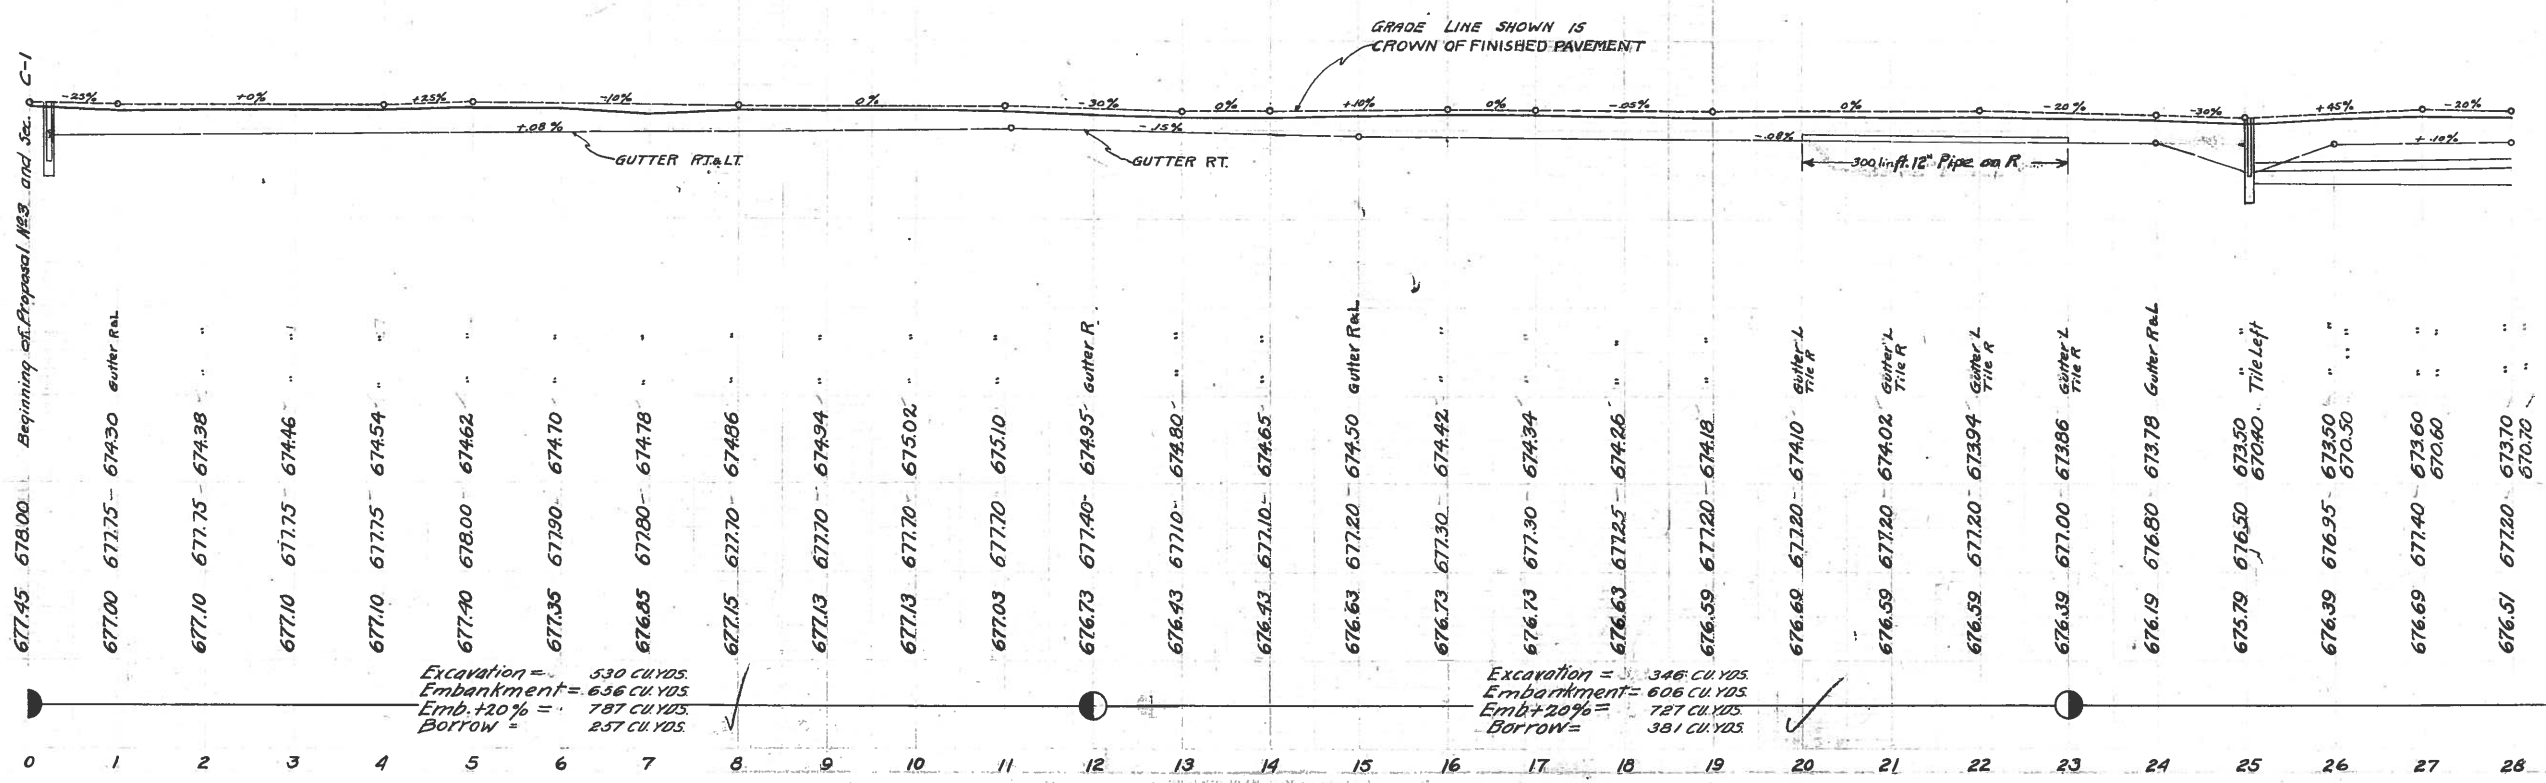 GRADE LINE SHOWN IS
CROWN OF FINISHED PAVEMENT
-.25% +0% +.25% -.10% 0% -.30% 0% +.10% 0% -.05% 0% -.20% -.30% +.45% -.20%
+.08% -.15% -.08% +.10%
GUTTER RT.&LT.
GUTTER RT.
300 lin.ft. 12" Pipe on R
Beginning of Proposal №3 and Sec. C-1
677.45 678.00
677.00 677.75 - 674.30 Gutter R&L
677.10 677.75 - 674.38 " "
677.10 677.75 - 674.46 " "
677.10 677.75 - 674.54 " "
677.40 678.00 - 674.62 " "
677.35 677.90 - 674.70 " "
676.85 677.80 - 674.78 " "
677.15 677.70 - 674.86 " "
677.13 677.70 - 674.94 " "
677.13 677.70 - 675.02 " "
677.03 677.70 - 675.10 " "
676.73 677.40 - 674.95 - Gutter R.
676.43 677.10 - 674.80 " "
676.43 677.10 - 674.65 " "
676.63 677.20 - 674.50 Gutter R&L
676.73 677.30 - 674.42 " "
676.73 677.30 - 674.34 " "
676.63 677.25 - 674.26 " "
676.59 677.20 - 674.18 " "
676.69 677.20 - 674.10 - Gutter L
Tile R
676.59 677.20 - 674.02 Gutter L
Tile R
676.59 677.20 - 673.94 Gutter L
Tile R
676.39 677.00 - 673.86 Gutter L
Tile R
676.19 676.80 - 673.78 Gutter R&L
675.79 676.50 673.50 " "
670.40 Tile Left
676.39 676.95 - 673.50 " "
670.50 "
676.69 677.40 - 673.60 " "
670.60 " "
676.51 677.20 - 673.70 " "
670.70 " "
Excavation = 530 CU.YDS.
Embankment = 656 CU.YDS.
Emb.+20% = 787 CU.YDS.
Borrow = 257 CU.YDS.
Excavation = 346 CU.YDS.
Embankment = 606 CU.YDS.
Emb.+20% = 727 CU.YDS.
Borrow = 381 CU.YDS.
0 1 2 3 4 5 6 7 8 9 10 11 12 13 14 15 16 17 18 19 20 21 22 23 24 25 26 27 28